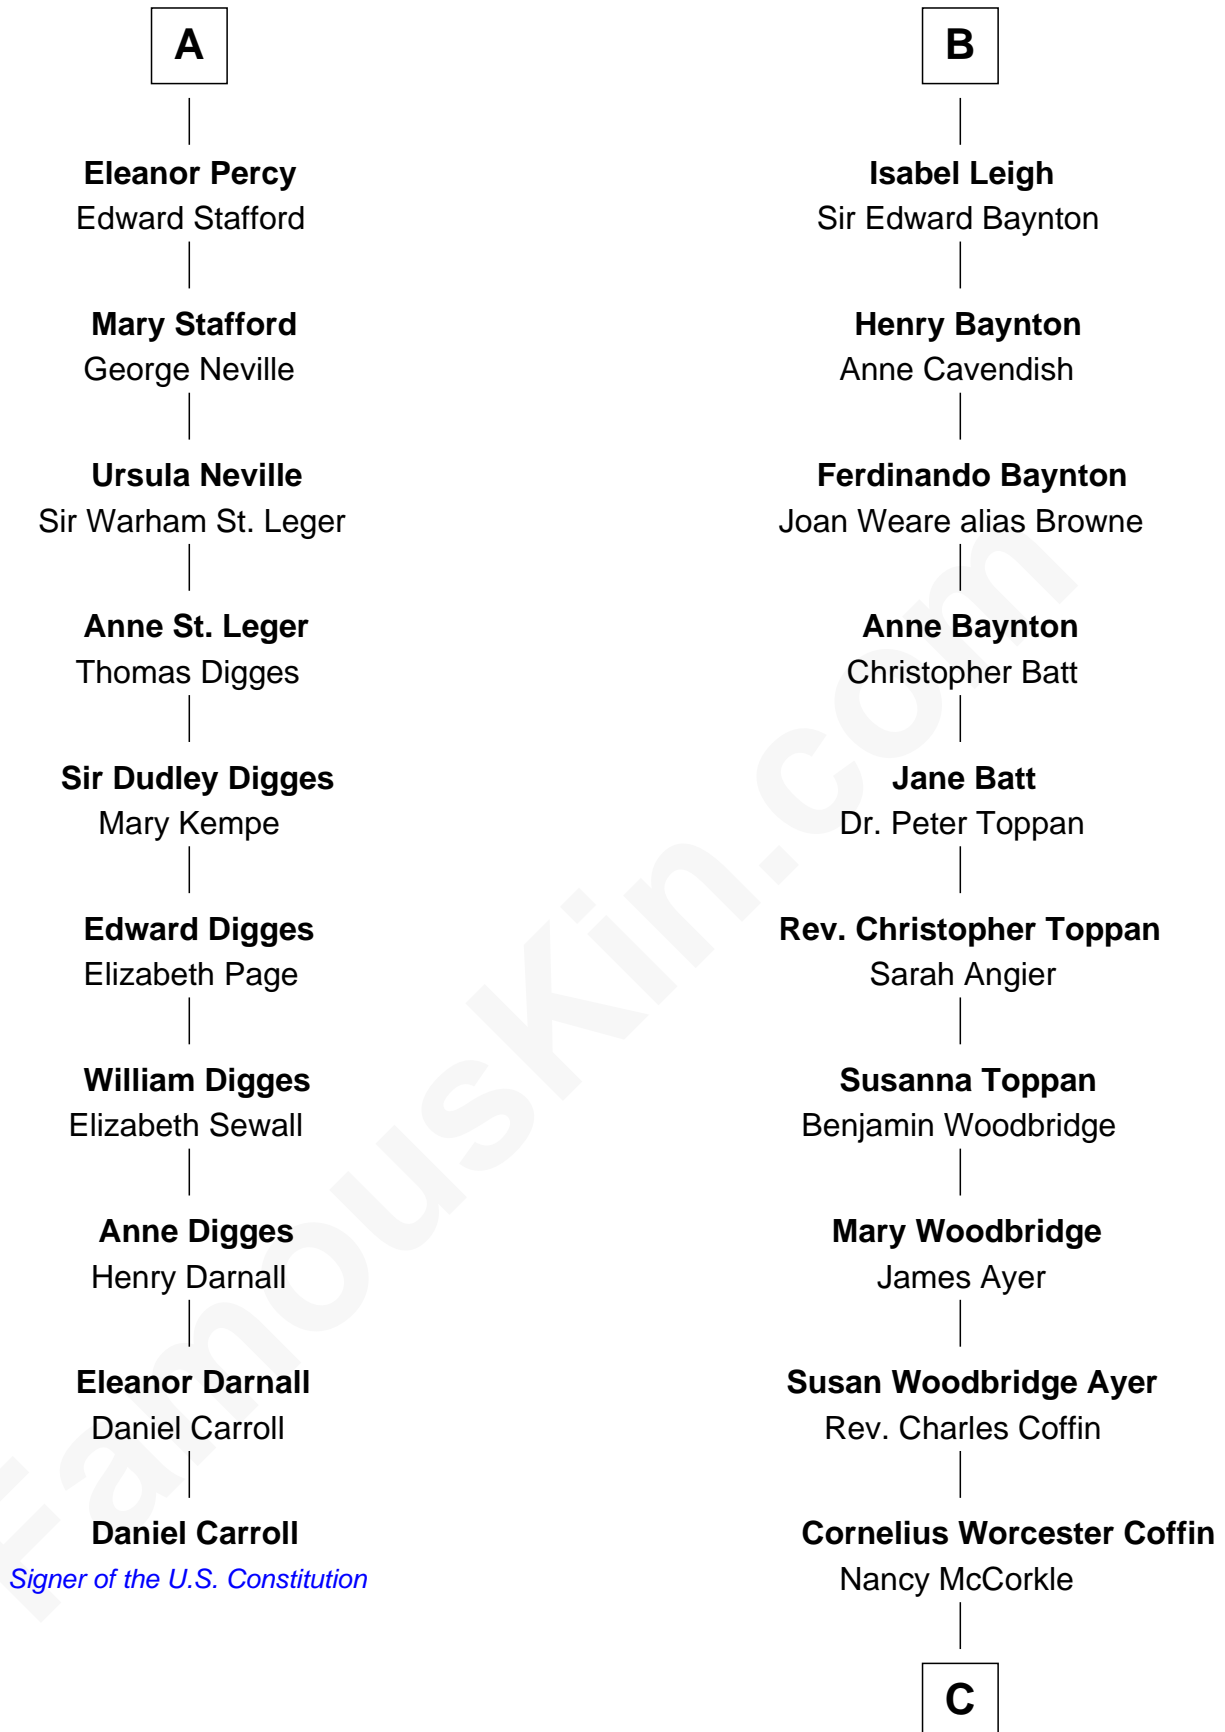 A
Eleanor Percy
Edward Stafford
Mary Stafford
George Neville
Ursula Neville
Sir Warham St. Leger
Anne St. Leger
Thomas Digges
Sir Dudley Digges
Mary Kempe
Edward Digges
Elizabeth Page
William Digges
Elizabeth Sewall
Anne Digges
Henry Darnall
Eleanor Darnall
Daniel Carroll
Daniel Carroll
Signer of the U.S. Constitution
B
Isabel Leigh
Sir Edward Baynton
Henry Baynton
Anne Cavendish
Ferdinando Baynton
Joan Weare alias Browne
Anne Baynton
Christopher Batt
Jane Batt
Dr. Peter Toppan
Rev. Christopher Toppan
Sarah Angier
Susanna Toppan
Benjamin Woodbridge
Mary Woodbridge
James Ayer
Susan Woodbridge Ayer
Rev. Charles Coffin
Cornelius Worcester Coffin
Nancy McCorkle
C
FamousKin.com